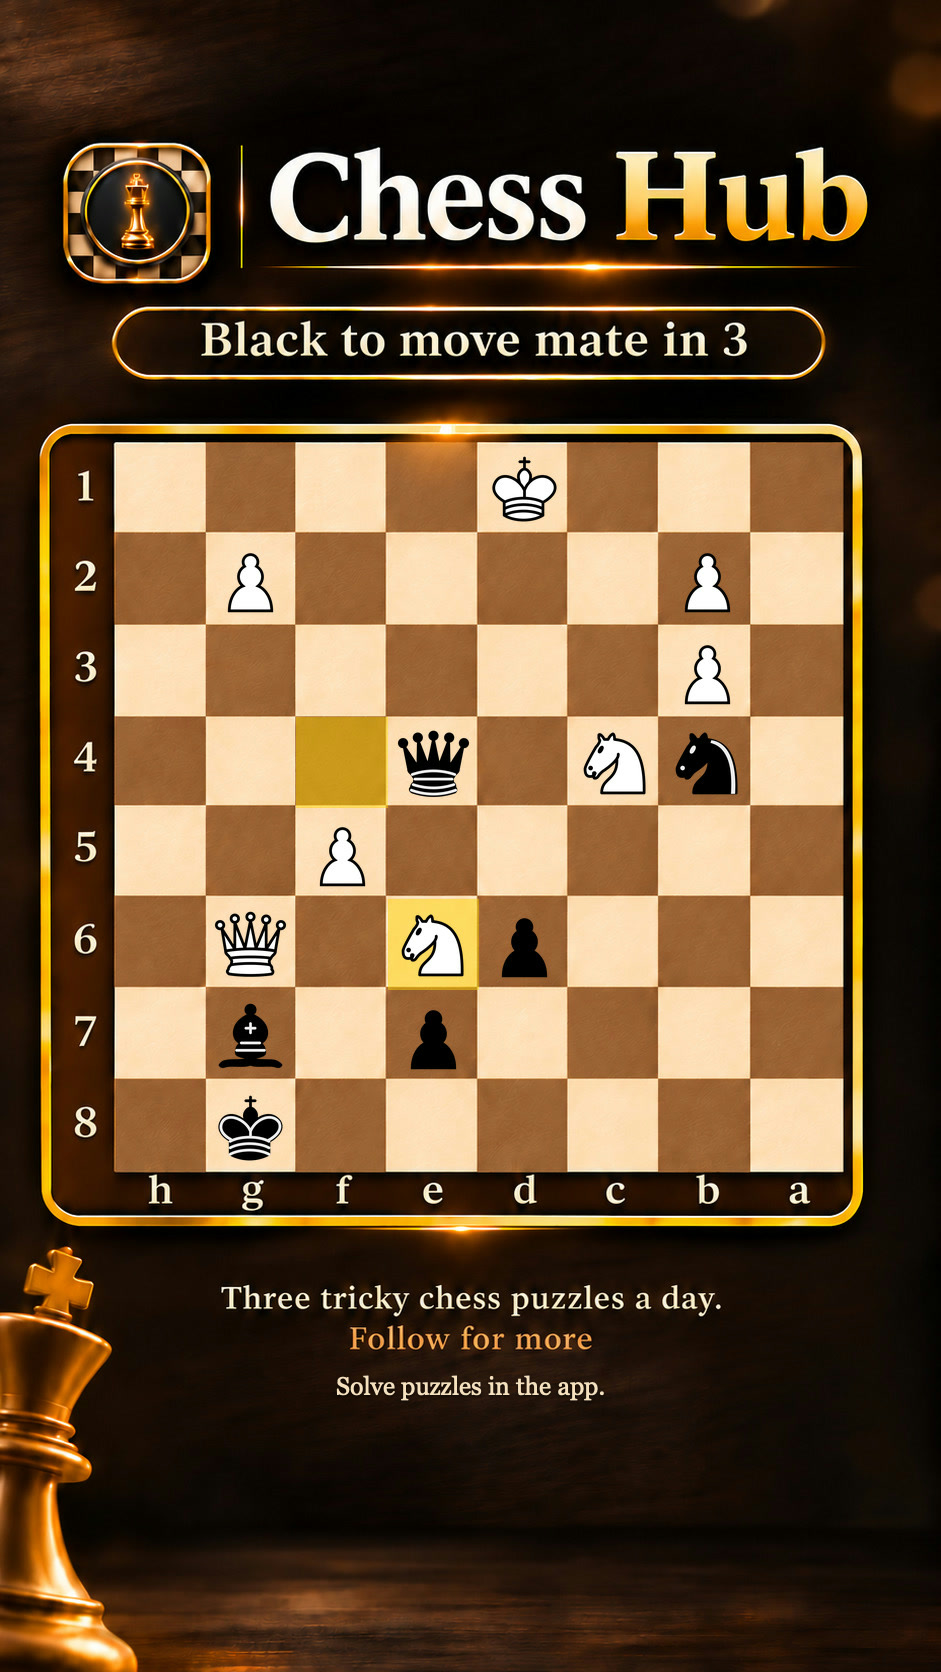 Chess Hub
Black to move mate in 3
1
2
3
4
5
6
7
8
h g f e d c b a
Three tricky chess puzzles a day.
Follow for more
Solve puzzles in the app.